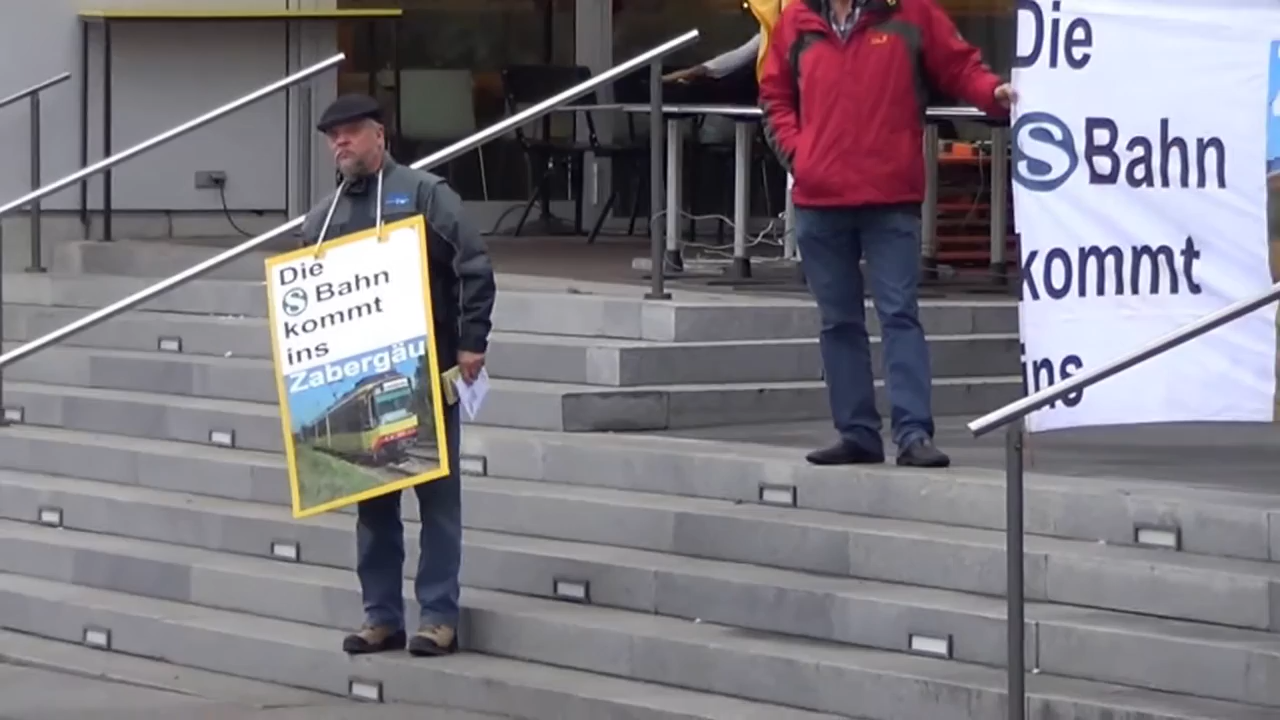 Die
S Bahn
kommt
ins
Zabergäu
Die
S Bahn
kommt
ins